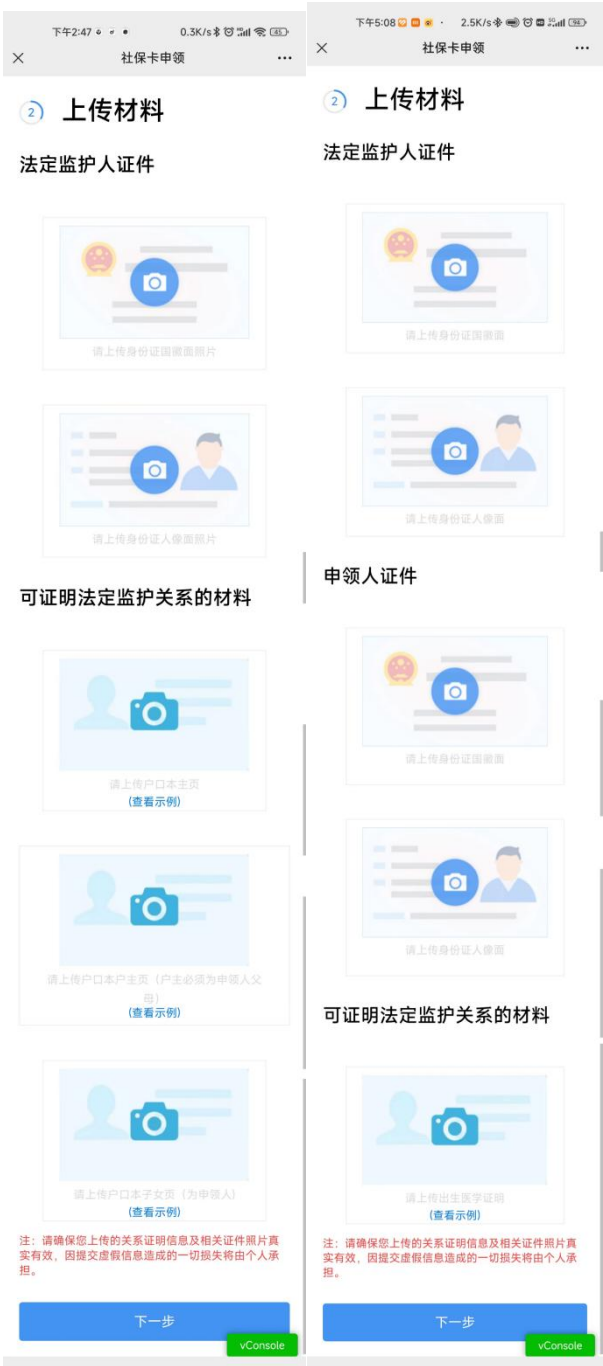 下午2:47
0.3K/s
45
社保卡申领
2
上传材料
法定监护人证件
请上传身份证国徽面照片
请上传身份证人像面照片
可证明法定监护关系的材料
请上传户口本主页
(查看示例)
请上传户口本户主页（户主必须为申领人父
母）
(查看示例)
请上传户口本子女页（为申领人）
(查看示例)
注：请确保您上传的关系证明信息及相关证件照片真
实有效，因提交虚假信息造成的一切损失将由个人承
担。
下一步
vConsole
下午5:08
2.5K/s
94
社保卡申领
2
上传材料
法定监护人证件
请上传身份证国徽面
请上传身份证人像面
申领人证件
请上传身份证国徽面
请上传身份证人像面
可证明法定监护关系的材料
请上传出生医学证明
(查看示例)
注：请确保您上传的关系证明信息及相关证件照片真
实有效，因提交虚假信息造成的一切损失将由个人承
担。
下一步
vConsole